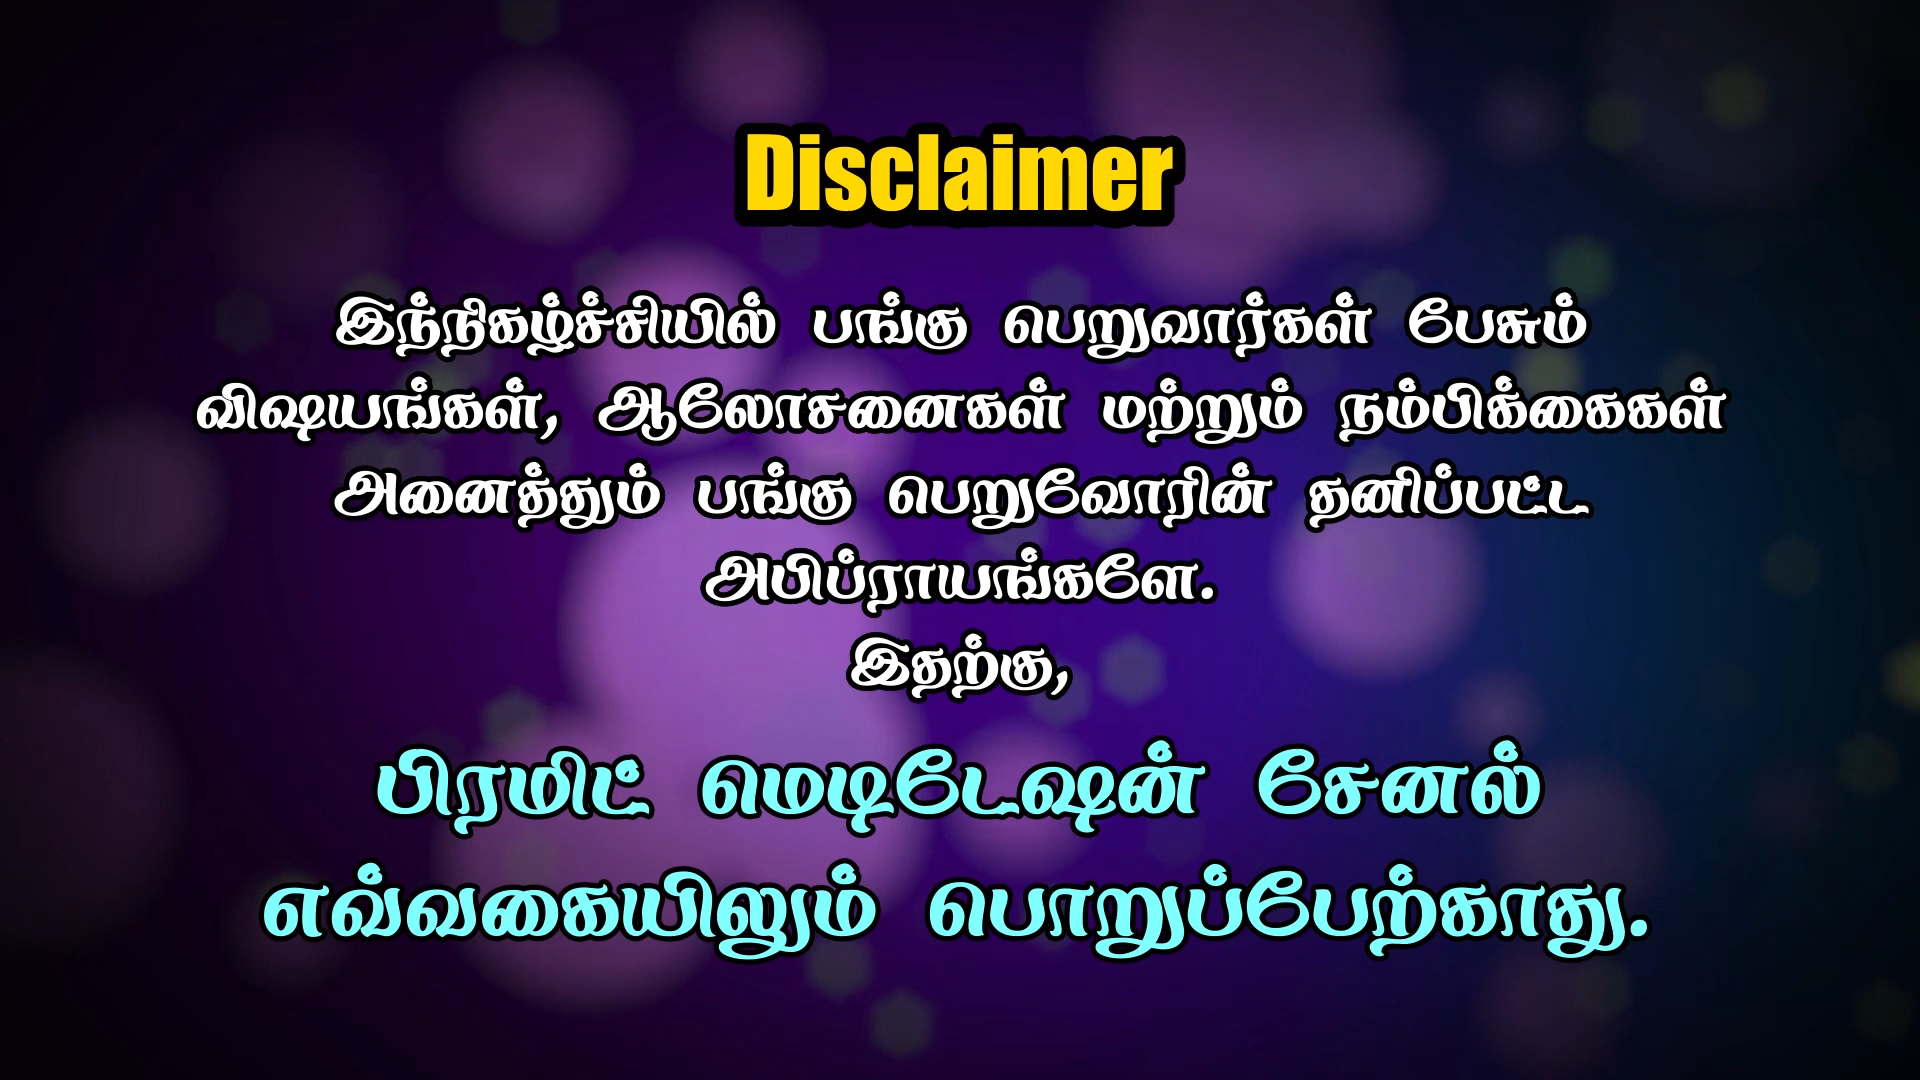 Disclaimer
இந்நிகழ்ச்சியில் பங்கு பெறுவார்கள் பேசும்
விஷயங்கள், ஆலோசனைகள் மற்றும் நம்பிக்கைகள்
அனைத்தும் பங்கு பெறுவோரின் தனிப்பட்ட
அபிப்ராயங்களே.
இதற்கு,
பிரமிட் மெடிடேஷன் சேனல்
எவ்வகையிலும் பொறுப்பேற்காது.